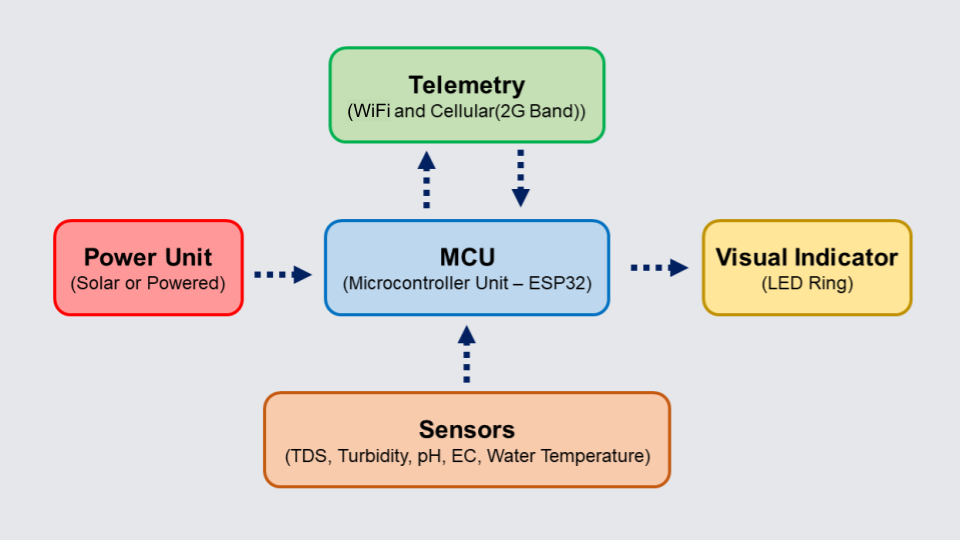 Telemetry
(WiFi and Cellular(2G Band))
Power Unit
(Solar or Powered)
MCU
(Microcontroller Unit – ESP32)
Visual Indicator
(LED Ring)
Sensors
(TDS, Turbidity, pH, EC, Water Temperature)